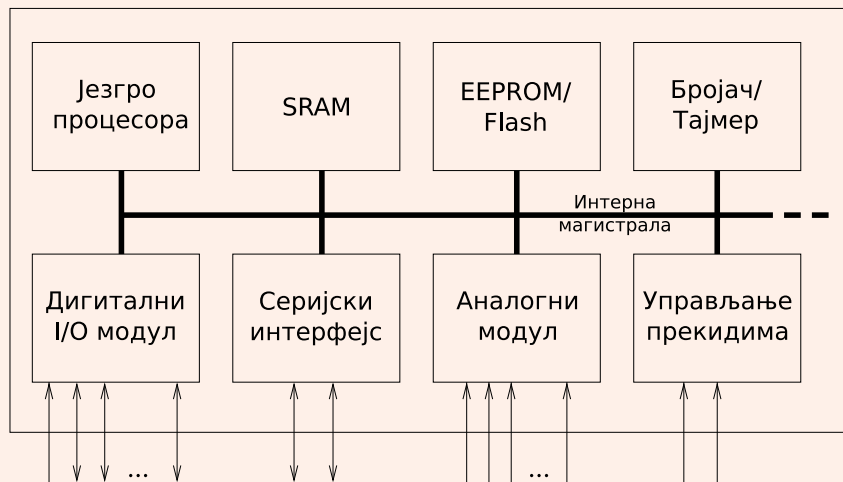 Језгро
процесора
SRAM
EEPROM/
Flash
Бројач/
Тајмер
Интерна
магистрала
Дигитални
I/O модул
Серијски
интерфејс
Аналогни
модул
Управљање
прекидима
...
...